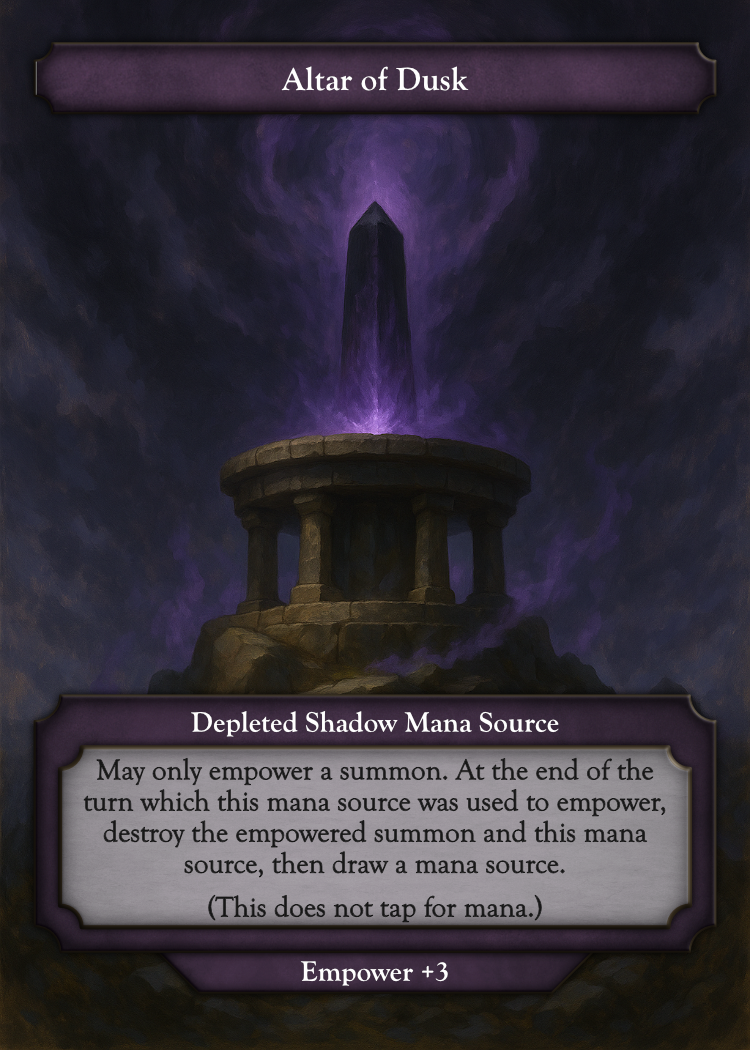 Altar of Dusk
Depleted Shadow Mana Source
May only empower a summon. At the end of the
turn which this mana source was used to empower,
destroy the empowered summon and this mana
source, then draw a mana source.
(This does not tap for mana.)
Empower +3